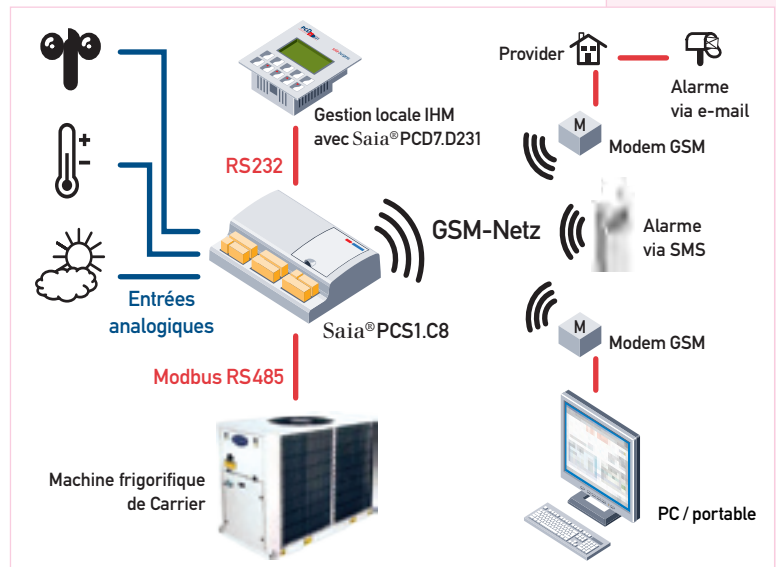 Provider
Alarme
via e-mail
Gestion locale IHM
avec Saia®PCD7.D231
M
Modem GSM
RS232
GSM-Netz
Alarme
via SMS
Entrées
analogiques
Saia®PCS1.C8
M
Modem GSM
Modbus RS485
Machine frigorifique
de Carrier
PC / portable